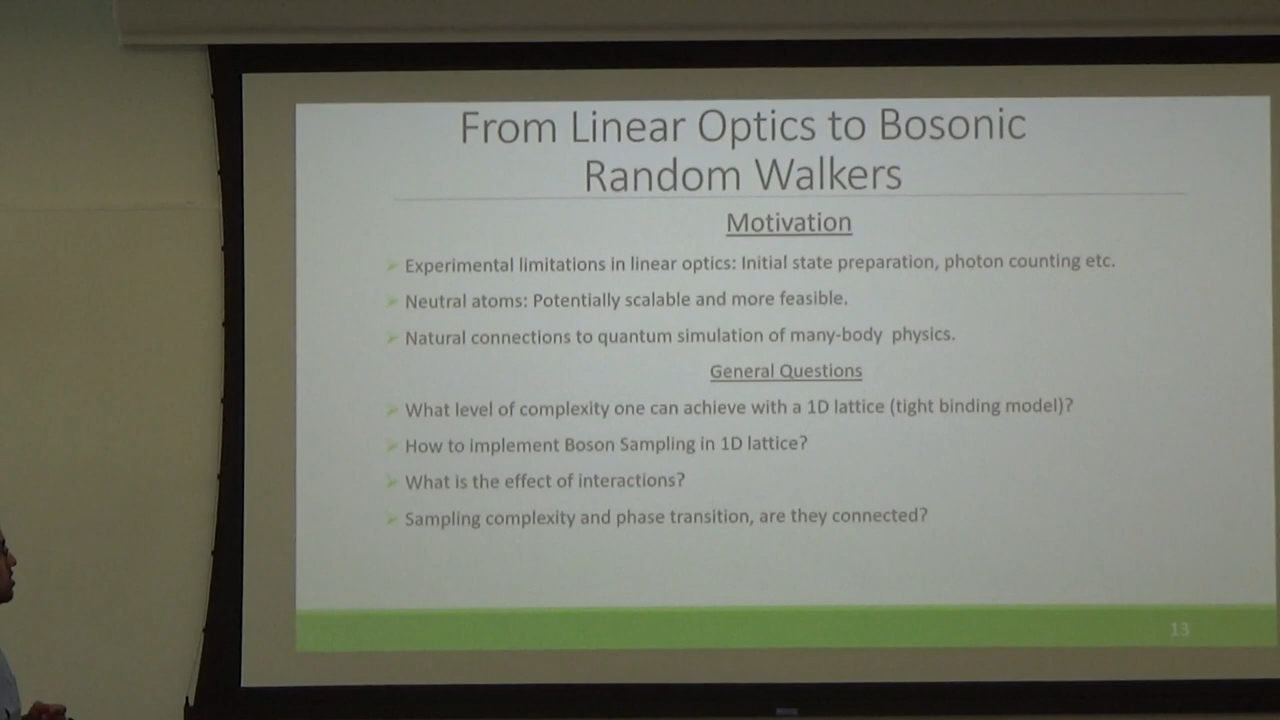 From Linear Optics to Bosonic
Random Walkers
Motivation
Experimental limitations in linear optics: Initial state preparation, photon counting etc.
Neutral atoms: Potentially scalable and more feasible.
Natural connections to quantum simulation of many-body physics.
General Questions
What level of complexity one can achieve with a 1D lattice (tight binding model)?
How to implement Boson Sampling in 1D lattice?
What is the effect of interactions?
Sampling complexity and phase transition, are they connected?
13